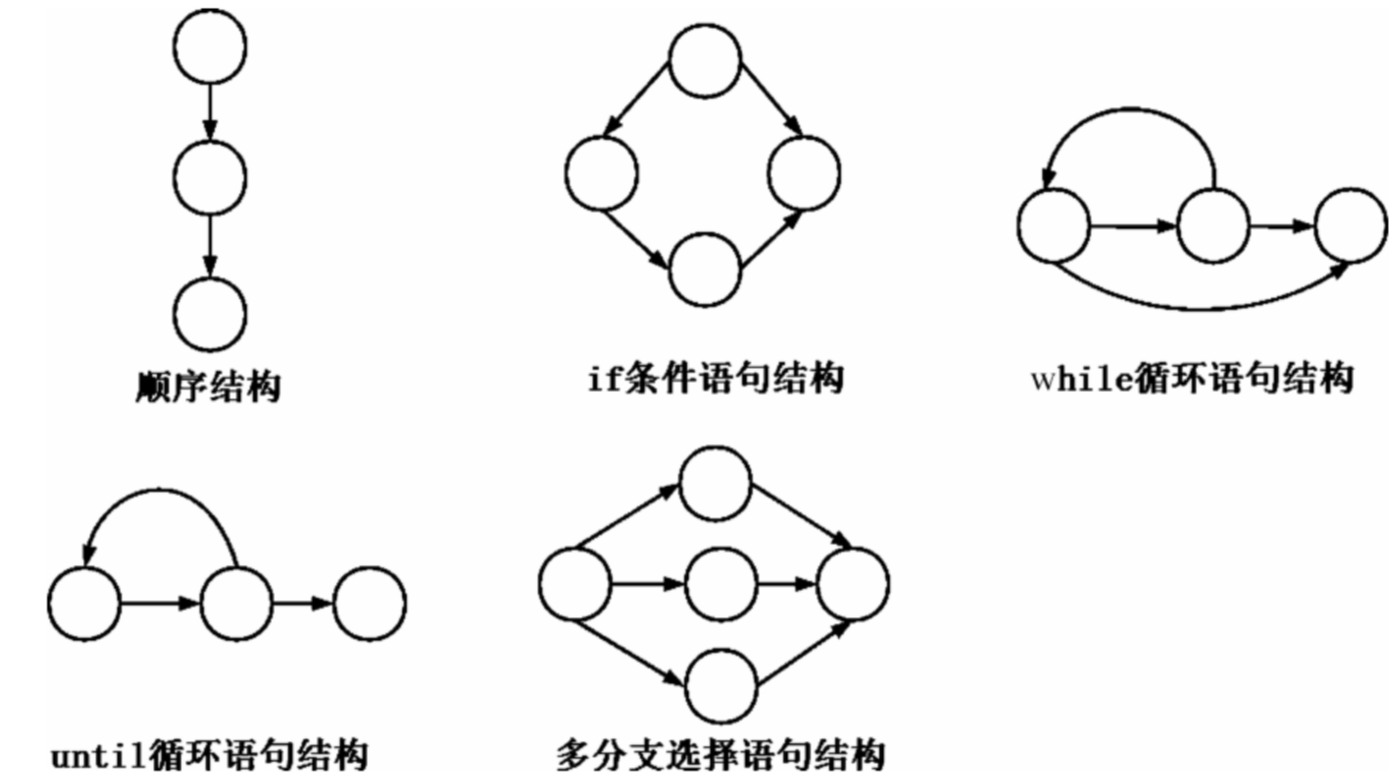 顺序结构
if条件语句结构
while循环语句结构
until循环语句结构
多分支选择语句结构